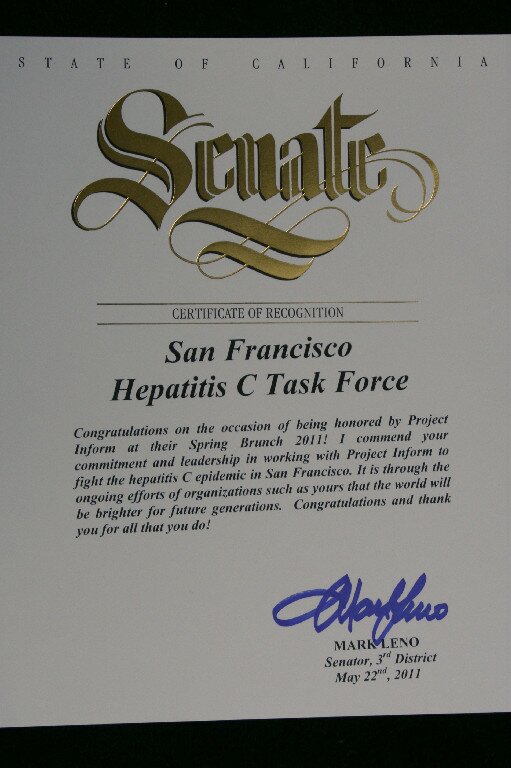 STATE OF CALIFORNIA
Senate
CERTIFICATE OF RECOGNITION
San Francisco
Hepatitis C Task Force
Congratulations on the occasion of being honored by Project
Inform at their Spring Brunch 2011! I commend your
commitment and leadership in working with Project Inform to
fight the hepatitis C epidemic in San Francisco. It is through the
ongoing efforts of organizations such as yours that the world will
be brighter for future generations. Congratulations and thank
you for all that you do!
Mark Leno
MARK LENO
Senator, 3rd District
May 22nd, 2011